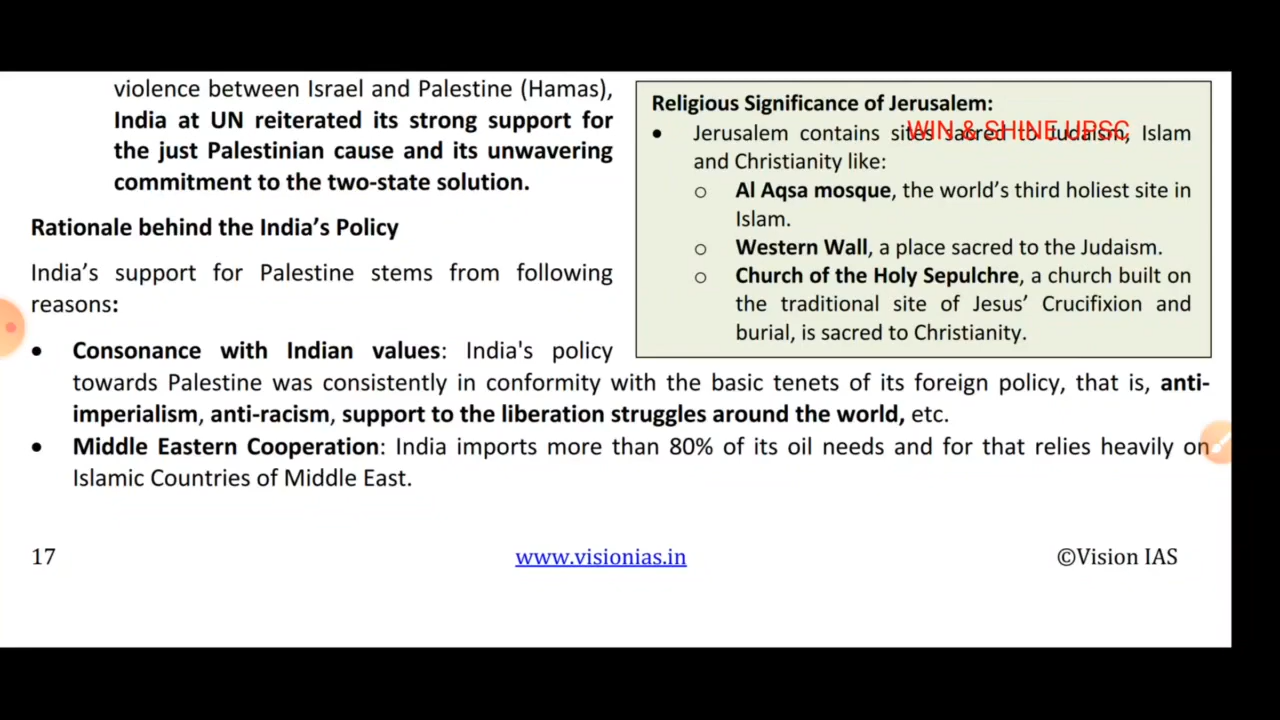 violence between Israel and Palestine (Hamas),
India at UN reiterated its strong support for
the just Palestinian cause and its unwavering
commitment to the two-state solution.
Rationale behind the India's Policy
India's support for Palestine stems from following
reasons:
Religious Significance of Jerusalem:
WIN & SHINE UPSC
• Jerusalem contains sites sacred to Judaism, Islam
and Christianity like:
o Al Aqsa mosque, the world's third holiest site in
Islam.
o Western Wall, a place sacred to the Judaism.
o Church of the Holy Sepulchre, a church built on
the traditional site of Jesus' Crucifixion and
burial, is sacred to Christianity.
• Consonance with Indian values: India's policy
towards Palestine was consistently in conformity with the basic tenets of its foreign policy, that is, anti-
imperialism, anti-racism, support to the liberation struggles around the world, etc.
• Middle Eastern Cooperation: India imports more than 80% of its oil needs and for that relies heavily on
Islamic Countries of Middle East.
17 www.visionias.in ©Vision IAS